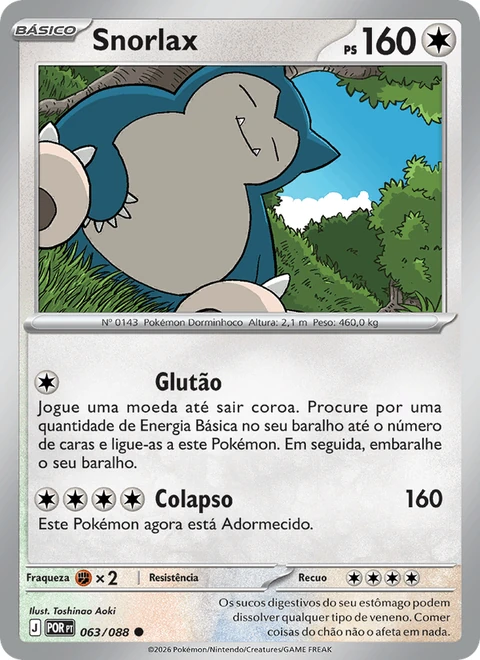 BÁSICO
Snorlax
PS 160
Nº 0143 Pokémon Dorminhoco Altura: 2,1 m Peso: 460,0 kg
Glutão
Jogue uma moeda até sair coroa. Procure por uma
quantidade de Energia Básica no seu baralho até o número
de caras e ligue-as a este Pokémon. Em seguida, embaralhe
o seu baralho.
Colapso 160
Este Pokémon agora está Adormecido.
Fraqueza ×2 Resistência Recuo
Ilust. Toshinao Aoki
J POR PT 063/088
Os sucos digestivos do seu estômago podem
dissolver qualquer tipo de veneno. Comer
coisas do chão não o afeta em nada.
©2026 Pokémon/Nintendo/Creatures/GAME FREAK